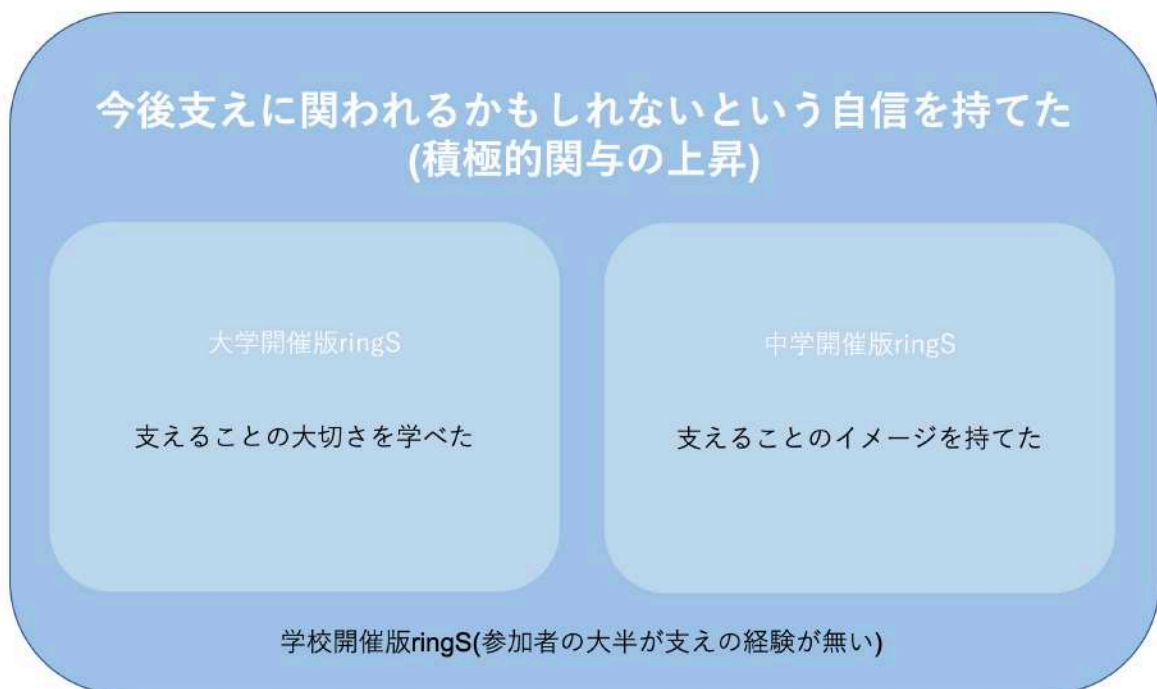 今後支えに関われるかもしれないという自信を持てた
(積極的関与の上昇)
大学開催版ringS
支えることの大切さを学べた
中学開催版ringS
支えることのイメージを持てた
学校開催版ringS(参加者の大半が支えの経験が無い)